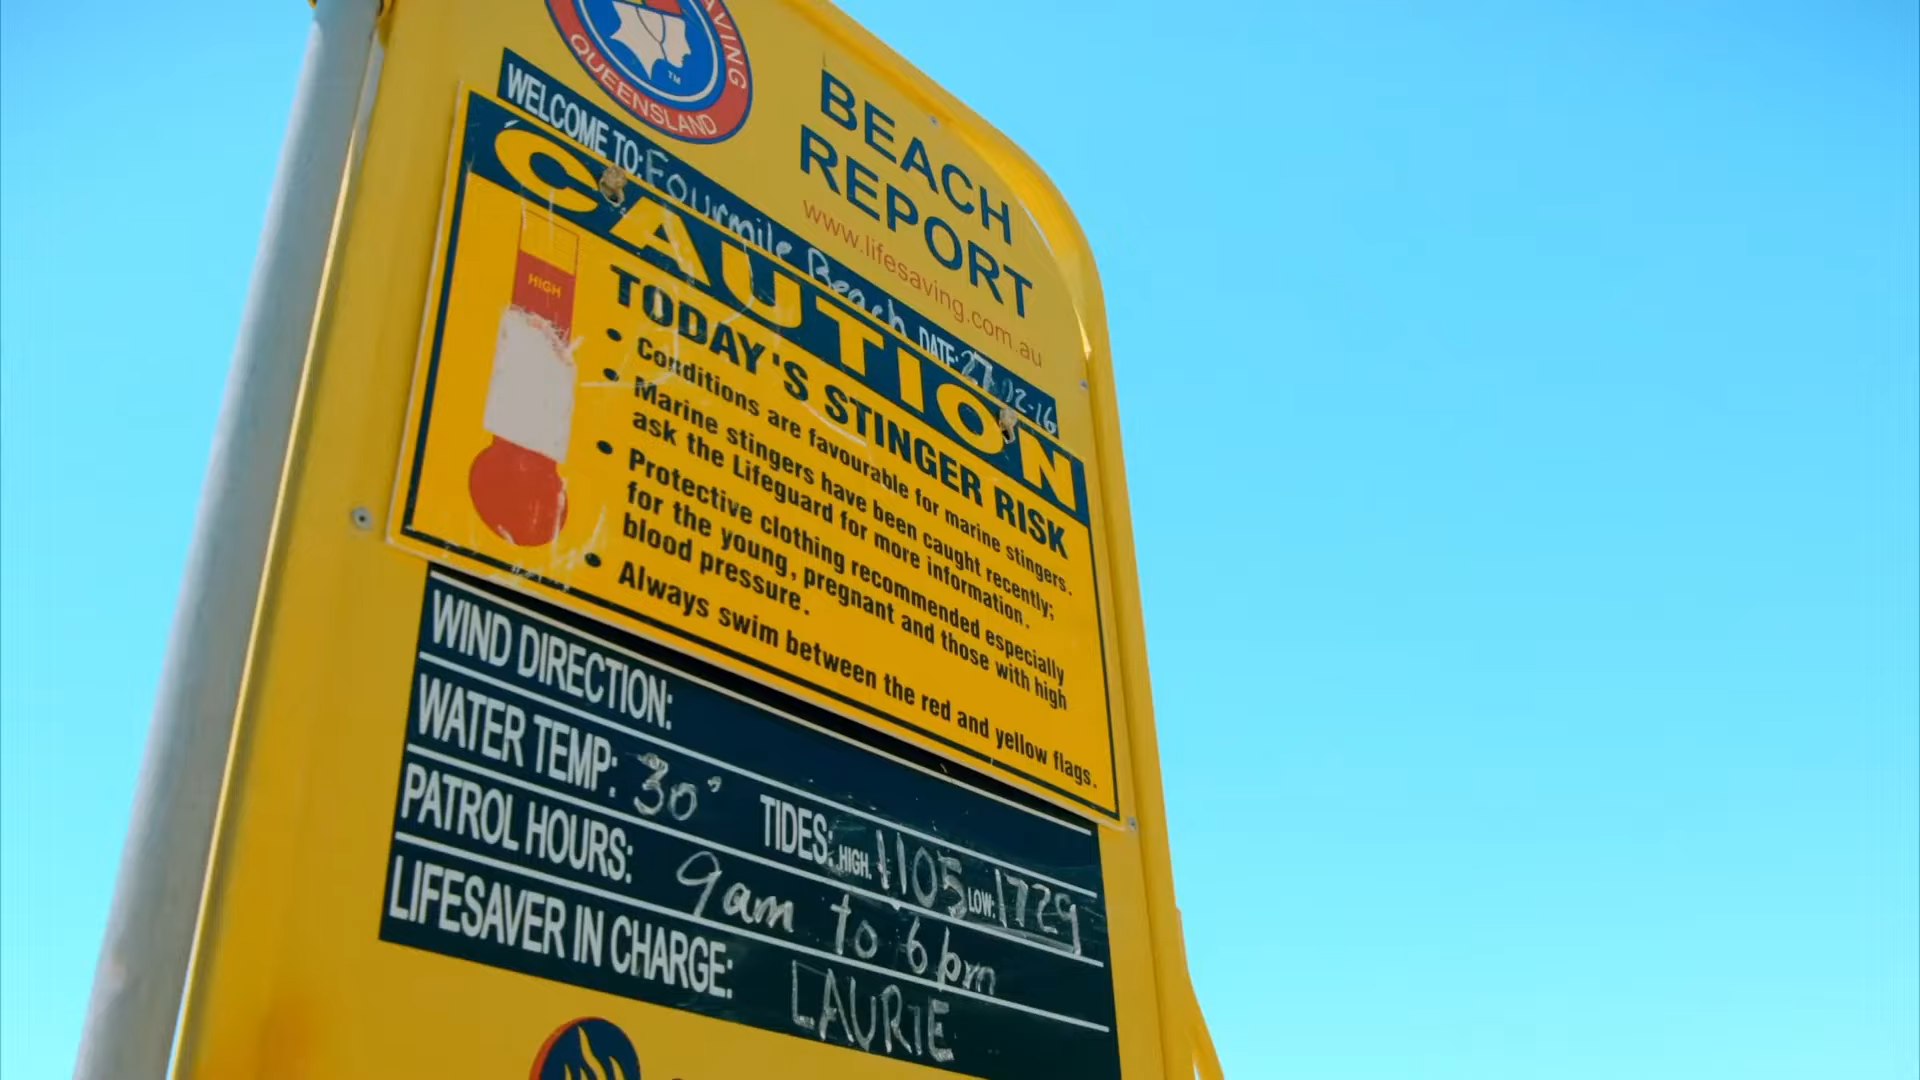 AVING
QUEENSLAND
TM
BEACH
REPORT
www.lifesaving.com.au
WELCOME TO: Fourmile Beach DATE: 27-02-16
CAUTION
HIGH
TODAY'S STINGER RISK
• Conditions are favourable for marine stingers.
• Marine stingers have been caught recently;
ask the Lifeguard for more information.
• Protective clothing recommended especially
for the young, pregnant and those with high
blood pressure.
• Always swim between the red and yellow flags.
WIND DIRECTION:
WATER TEMP: 30° TIDES: HIGH. 1105 LOW: 1729
PATROL HOURS: 9am to 6pm
LIFESAVER IN CHARGE: LAURIE